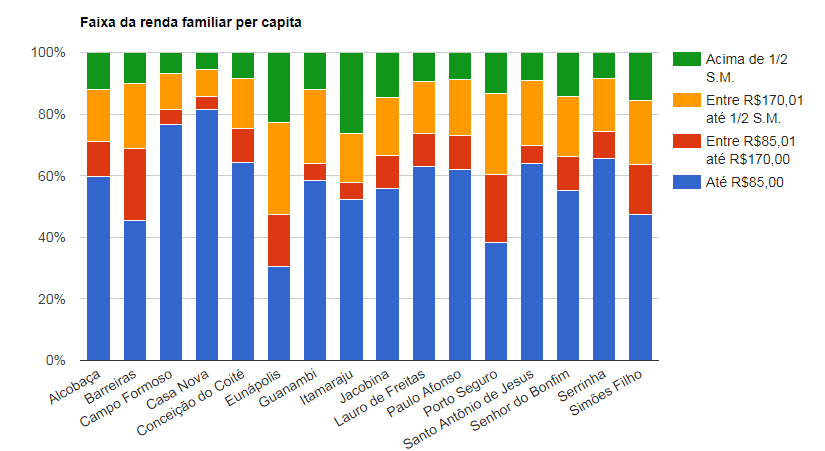 Faixa da renda familiar per capita
100%
80%
60%
40%
20%
0%
Acima de 1/2
S.M.
Entre R$170,01
até 1/2 S.M.
Entre R$85,01
até R$170,00
Até R$85,00
Alcobaça
Barreiras
Campo Formoso
Casa Nova
Conceição do Coité
Eunápolis
Guanambi
Itamaraju
Jacobina
Lauro de Freitas
Paulo Afonso
Porto Seguro
Santo Antônio de Jesus
Senhor do Bonfim
Serrinha
Simões Filho